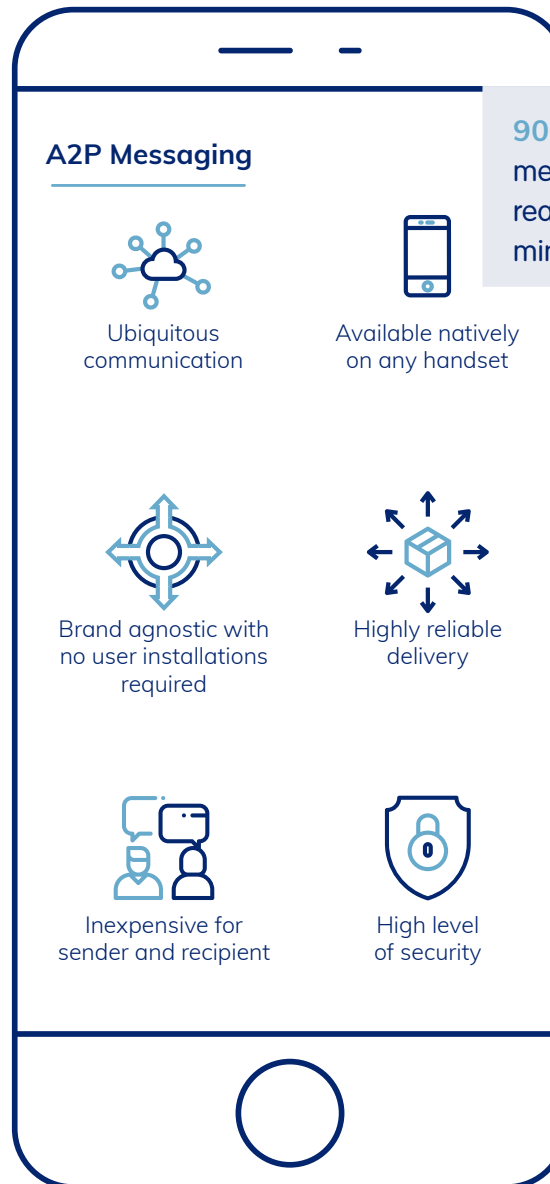 A2P Messaging
90
Ubiquitous
communication
Available natively
on any handset
Brand agnostic with
no user installations
required
Highly reliable
delivery
Inexpensive for
sender and recipient
High level
of security